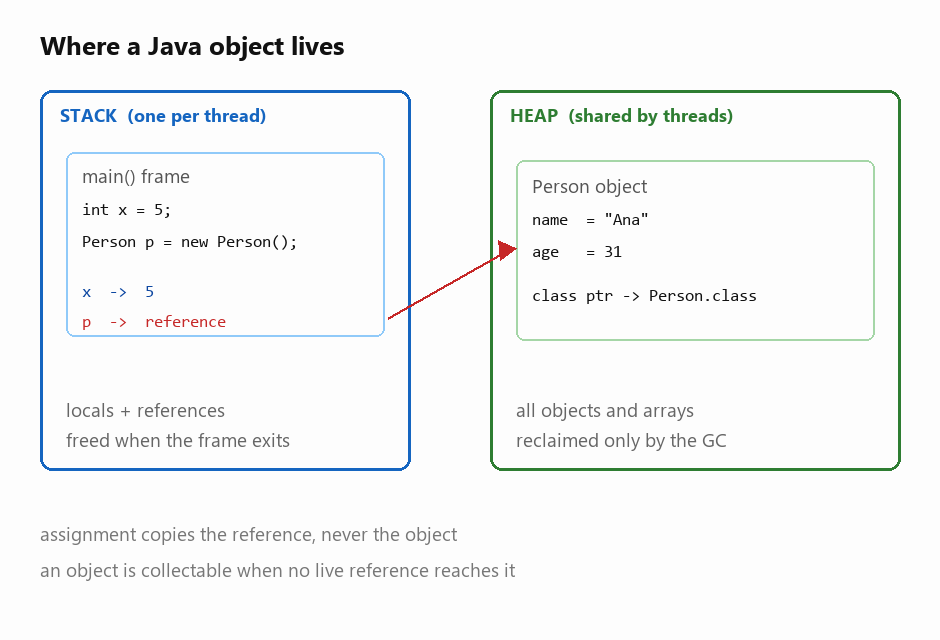 Where a Java object lives
STACK  (one per thread)
main() frame
int x = 5;
Person p = new Person();
x  ->  5
p  ->  reference
locals + references
freed when the frame exits
HEAP  (shared by threads)
Person object
name  = "Ana"
age   = 31
class ptr -> Person.class
all objects and arrays
reclaimed only by the GC
assignment copies the reference, never the object
an object is collectable when no live reference reaches it